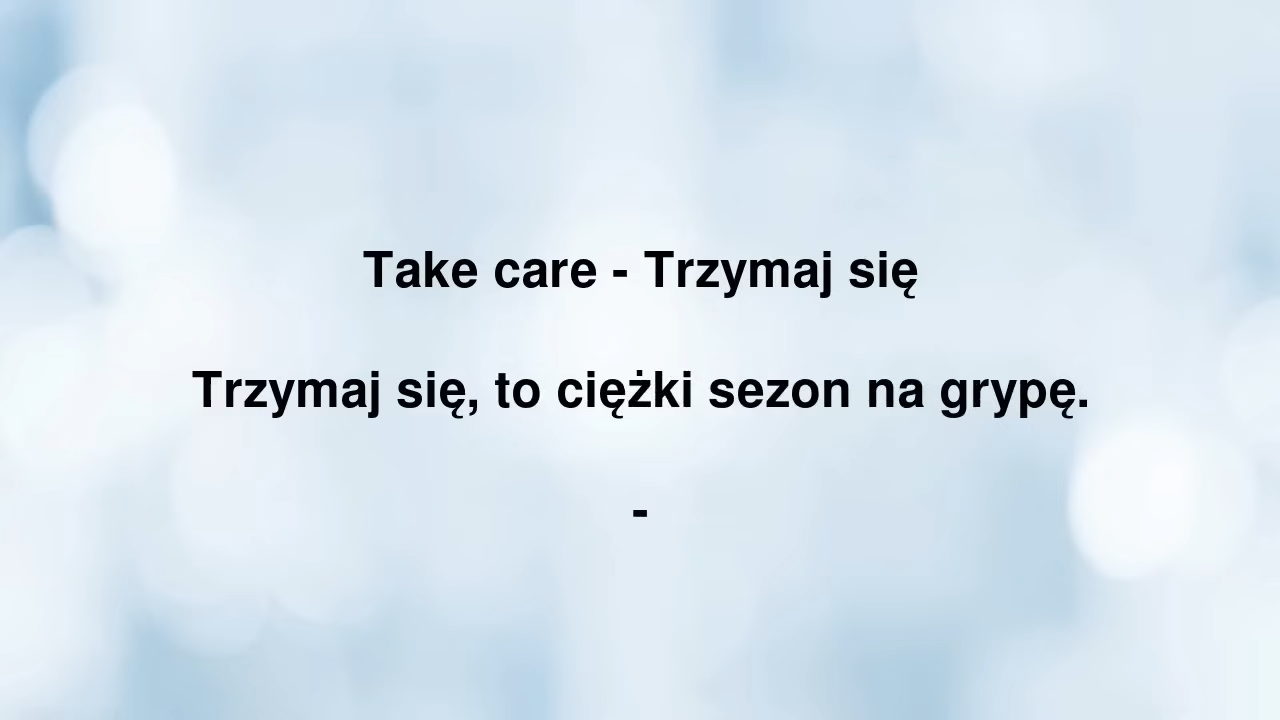 Take care - Trzymaj się
Trzymaj się, to ciężki sezon na grypę.
-